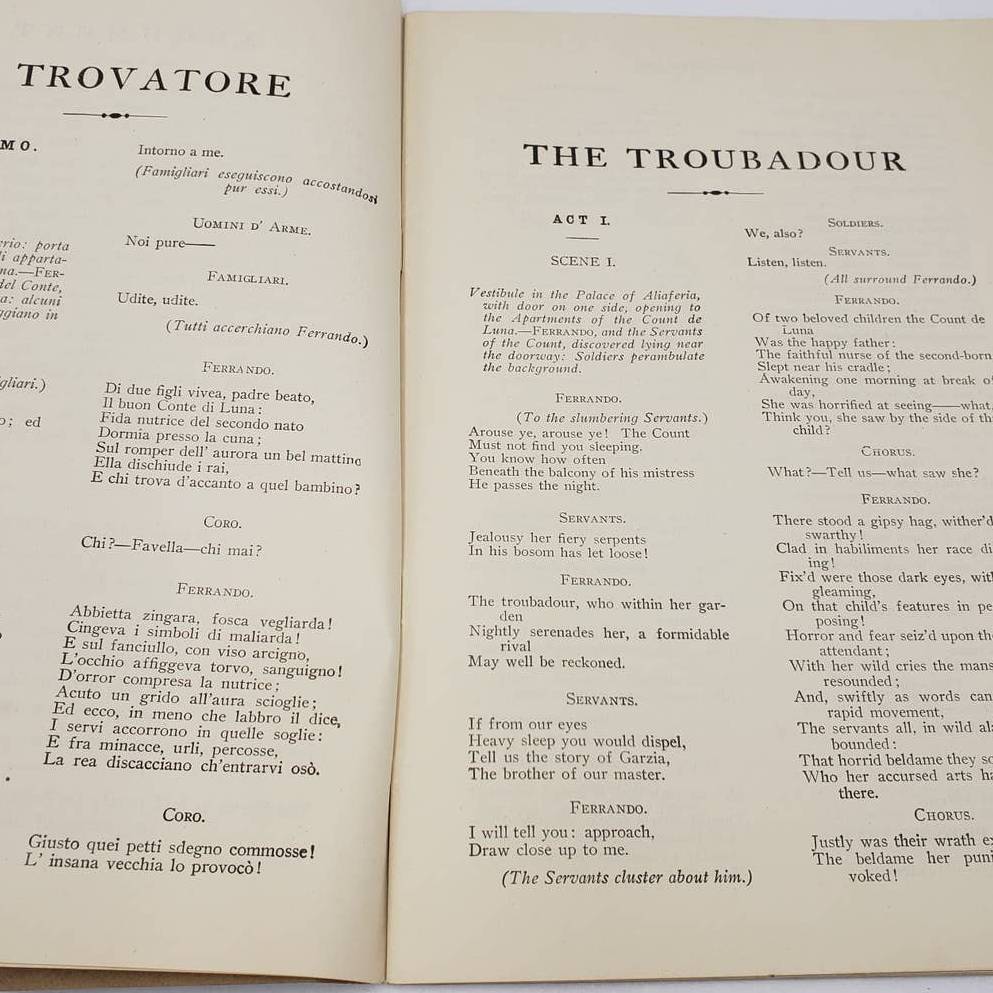 TROVATORE
MO.
porta
apparta-
FER-
del Conte,
alcuni
in
ed
Intorno a me.
(Famigliari eseguiscono accostandosi
pur essi.)
UOMINI D' ARME.
Noi pure——
FAMIGLIARI.
Udite, udite.
(Tutti accerchiano Ferrando.)
FERRANDO.
Di due figli vivea, padre beato,
Il buon Conte di Luna:
Fida nutrice del secondo nato
Dormia presso la cuna;
Sul romper dell' aurora un bel mattino
Ella dischiude i rai,
E chi trova d'accanto a quel bambino?
CORO.
Chi?—Favella—chi mai?
FERRANDO.
Abbietta zingara, fosca vegliarda!
Cingeva i simboli di maliarda!
E sul fanciullo, con viso arcigno,
L'occhio affiggeva torvo, sanguigno!
D'orror compresa la nutrice;
Acuto un grido all'aura scioglie;
Ed ecco, in meno che labbro il dice,
I servi accorrono in quelle soglie:
E fra minacce, urli, percosse,
La rea discacciano ch'entrarvi osò.
CORO.
Giusto quei petti sdegno commosse!
L' insana vecchia lo provocò!
THE TROUBADOUR
ACT I.
SCENE I.
Vestibule in the Palace of Aliaferia,
with door on one side, opening to
the Apartments of the Count de
Luna.—FERRANDO, and the Servants
of the Count, discovered lying near
the doorway: Soldiers perambulate
the background.
FERRANDO.
(To the slumbering Servants.)
Arouse ye, arouse ye! The Count
Must not find you sleeping.
You know how often
Beneath the balcony of his mistress
He passes the night.
SERVANTS.
Jealousy her fiery serpents
In his bosom has let loose!
FERRANDO.
The troubadour, who within her gar-
den
Nightly serenades her, a formidable
rival
May well be reckoned.
SERVANTS.
If from our eyes
Heavy sleep you would dispel,
Tell us the story of Garzia,
The brother of our master.
FERRANDO.
I will tell you: approach,
Draw close up to me.
(The Servants cluster about him.)
SOLDIERS.
We, also?
SERVANTS.
Listen, listen.
(All surround Ferrando.)
FERRANDO.
Of two beloved children the Count de
Luna
Was the happy father:
The faithful nurse of the second-born
Slept near his cradle;
Awakening one morning at break of
day,
She was horrified at seeing——what,
Think you, she saw by the side of
child?
CHORUS.
What?—Tell us—what saw she?
FERRANDO.
There stood a gipsy hag, wither'd
swarthy!
Clad in habiliments her race
ing!
Fix'd were those dark eyes, with
gleaming,
On that child's features in
posing!
Horror and fear seiz'd upon
attendant;
With her wild cries the
resounded;
And, swiftly as words can
rapid movement,
The servants all, in wild
bounded:
That horrid beldame they
Who her accursed arts
there.
CHORUS.
Justly was their wrath
The beldame her
voked!